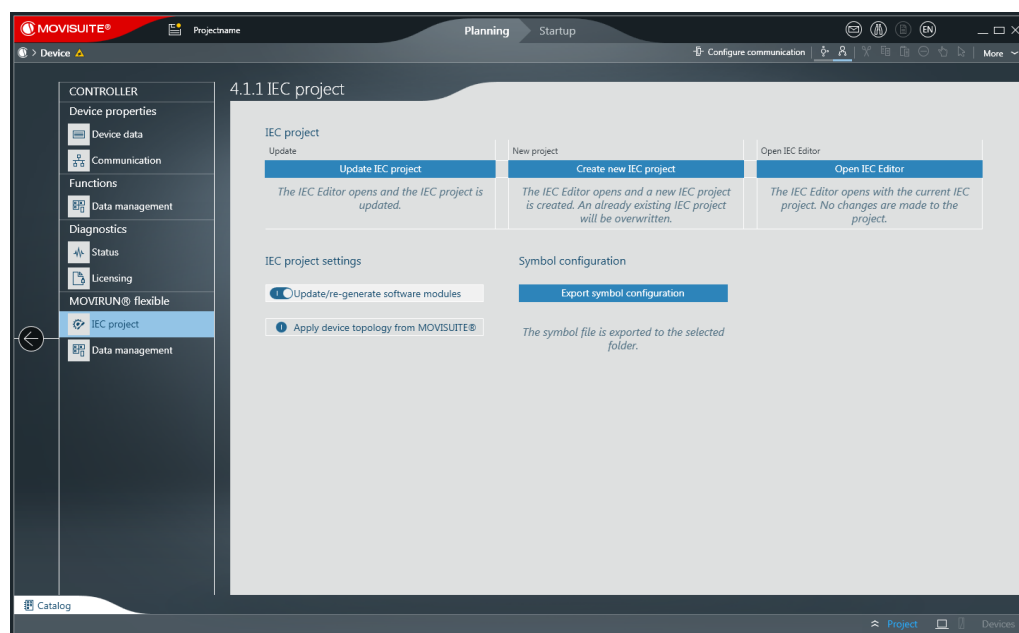 MOVISUITE®
Projectname
Planning
Startup
EN
> Device
Configure communication
More
CONTROLLER
Device properties
Device data
Communication
Functions
Data management
Diagnostics
Status
Licensing
MOVIRUN® flexible
IEC project
Data management
4.1.1 IEC project
IEC project
Update
New project
Open IEC Editor
Update IEC project
Create new IEC project
Open IEC Editor
The IEC Editor opens and the IEC project is
updated.
The IEC Editor opens and a new IEC project
is created. An already existing IEC project
will be overwritten.
The IEC Editor opens with the current IEC
project. No changes are made to the
project.
IEC project settings
Symbol configuration
Update/re-generate software modules
Export symbol configuration
Apply device topology from MOVISUITE®
The symbol file is exported to the selected
folder.
Catalog
Project
Devices